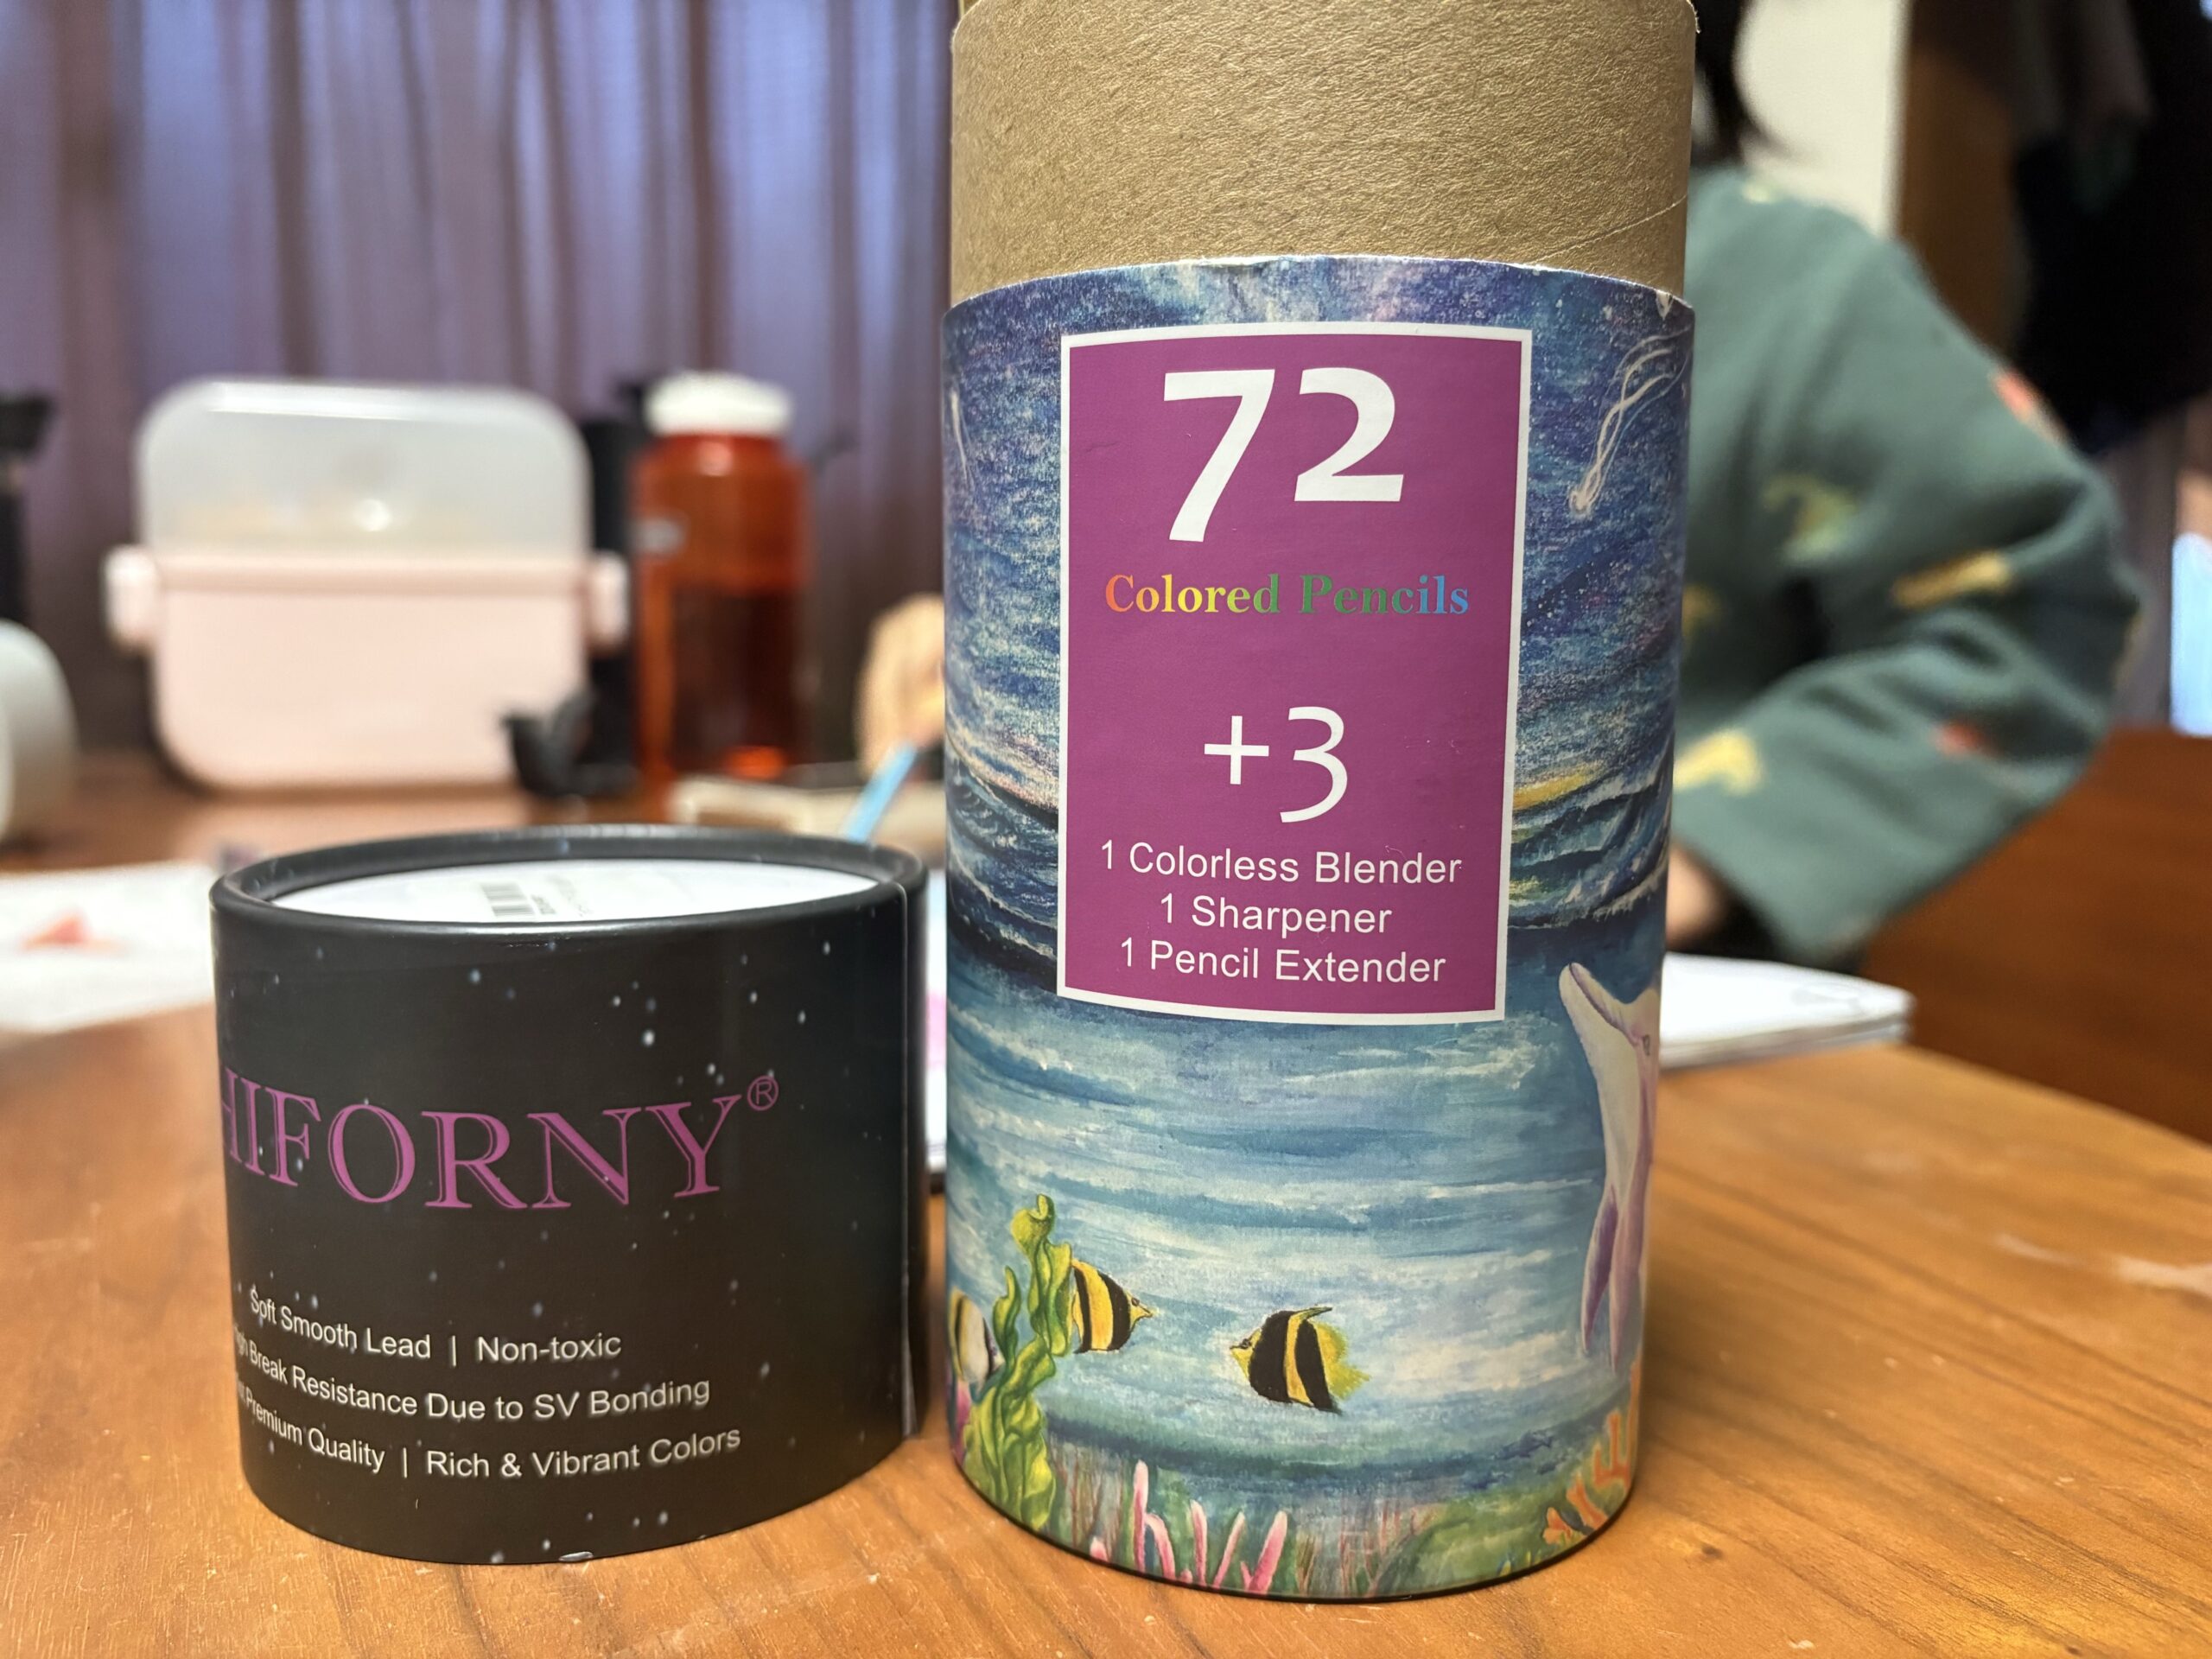 72
Colored Pencils
+3
1 Colorless Blender
1 Sharpener
1 Pencil Extender
HIFORNY®
Soft Smooth Lead | Non-toxic
Break Resistance Due to SV Bonding
Premium Quality | Rich & Vibrant Colors